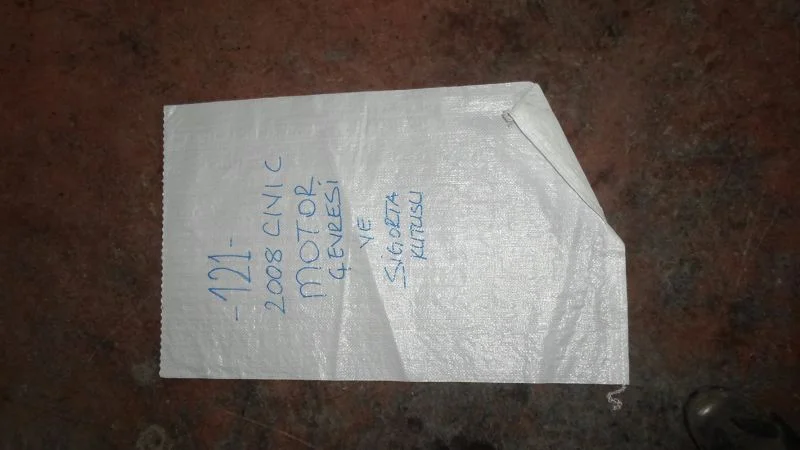 -121-
2008 CIVIC
MOTOR
ÇEVRESİ
VE
SİGORTA
KUTUSU